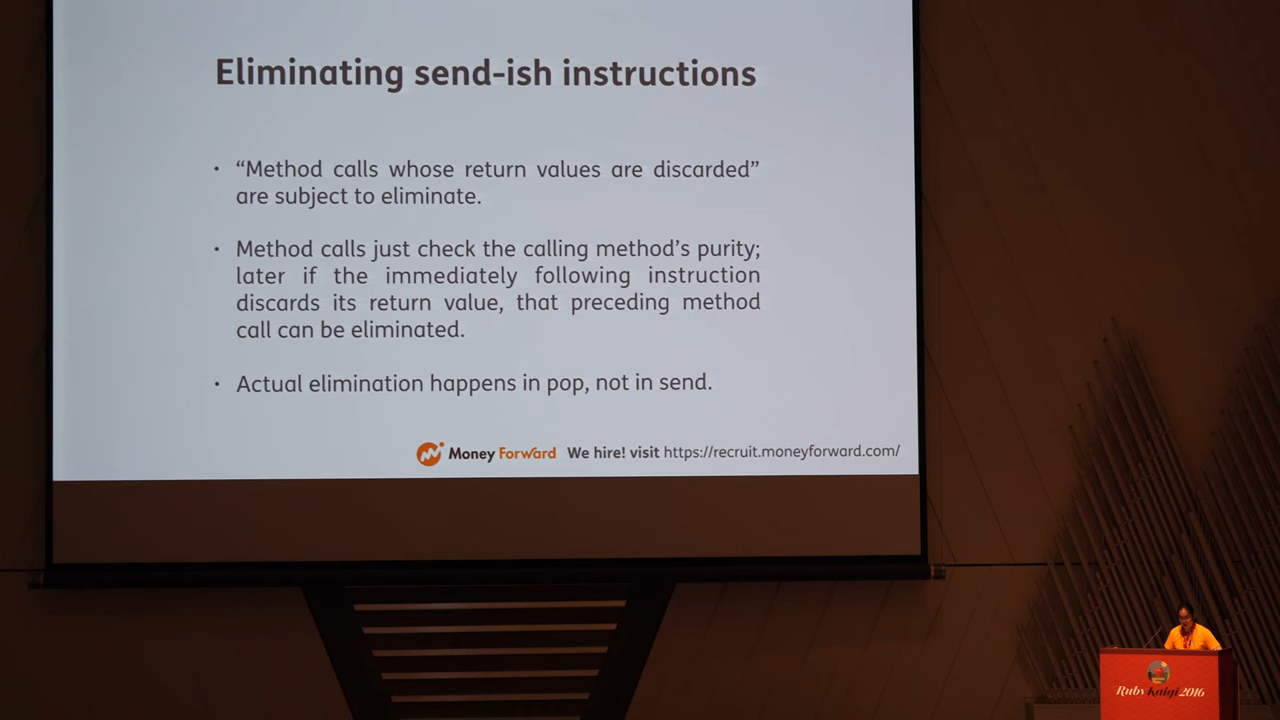 Eliminating send-ish instructions
• “Method calls whose return values are discarded”
are subject to eliminate.
• Method calls just check the calling method’s purity;
later if the immediately following instruction
discards its return value, that preceding method
call can be eliminated.
• Actual elimination happens in pop, not in send.
Money Forward We hire! visit https://recruit.moneyforward.com/
Ruby Kaigi 2016